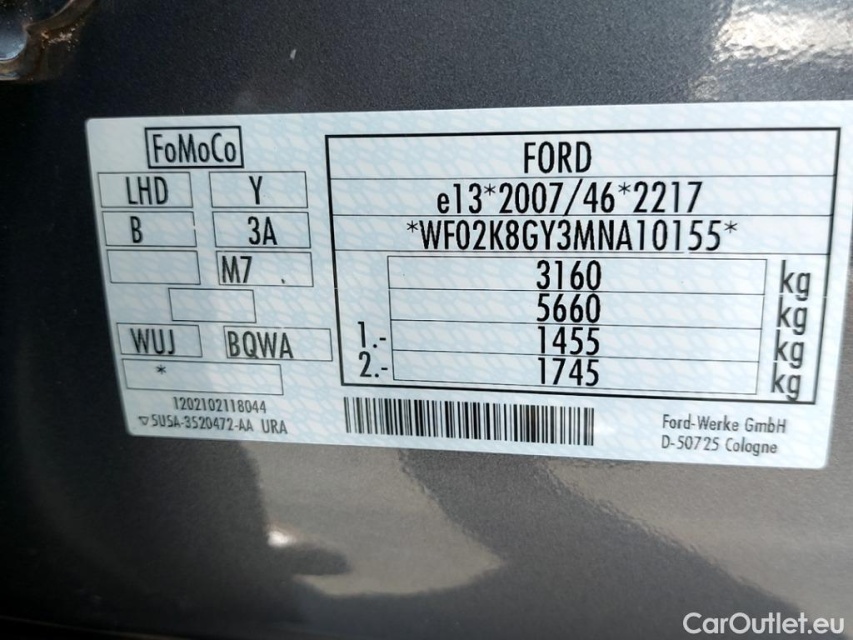 FoMoCo
LHD Y
B 3A
M7
WUJ BQWA
*
1202102118044
5US5A-3520472-AA URA
FORD
e13*2007/46*2217
*WF02K8GY3MNA10155*
3160 kg
5660 kg
1.- 1455 kg
2.- 1745 kg
Ford-Werke GmbH
D-50725 Cologne
CarOutlet.eu